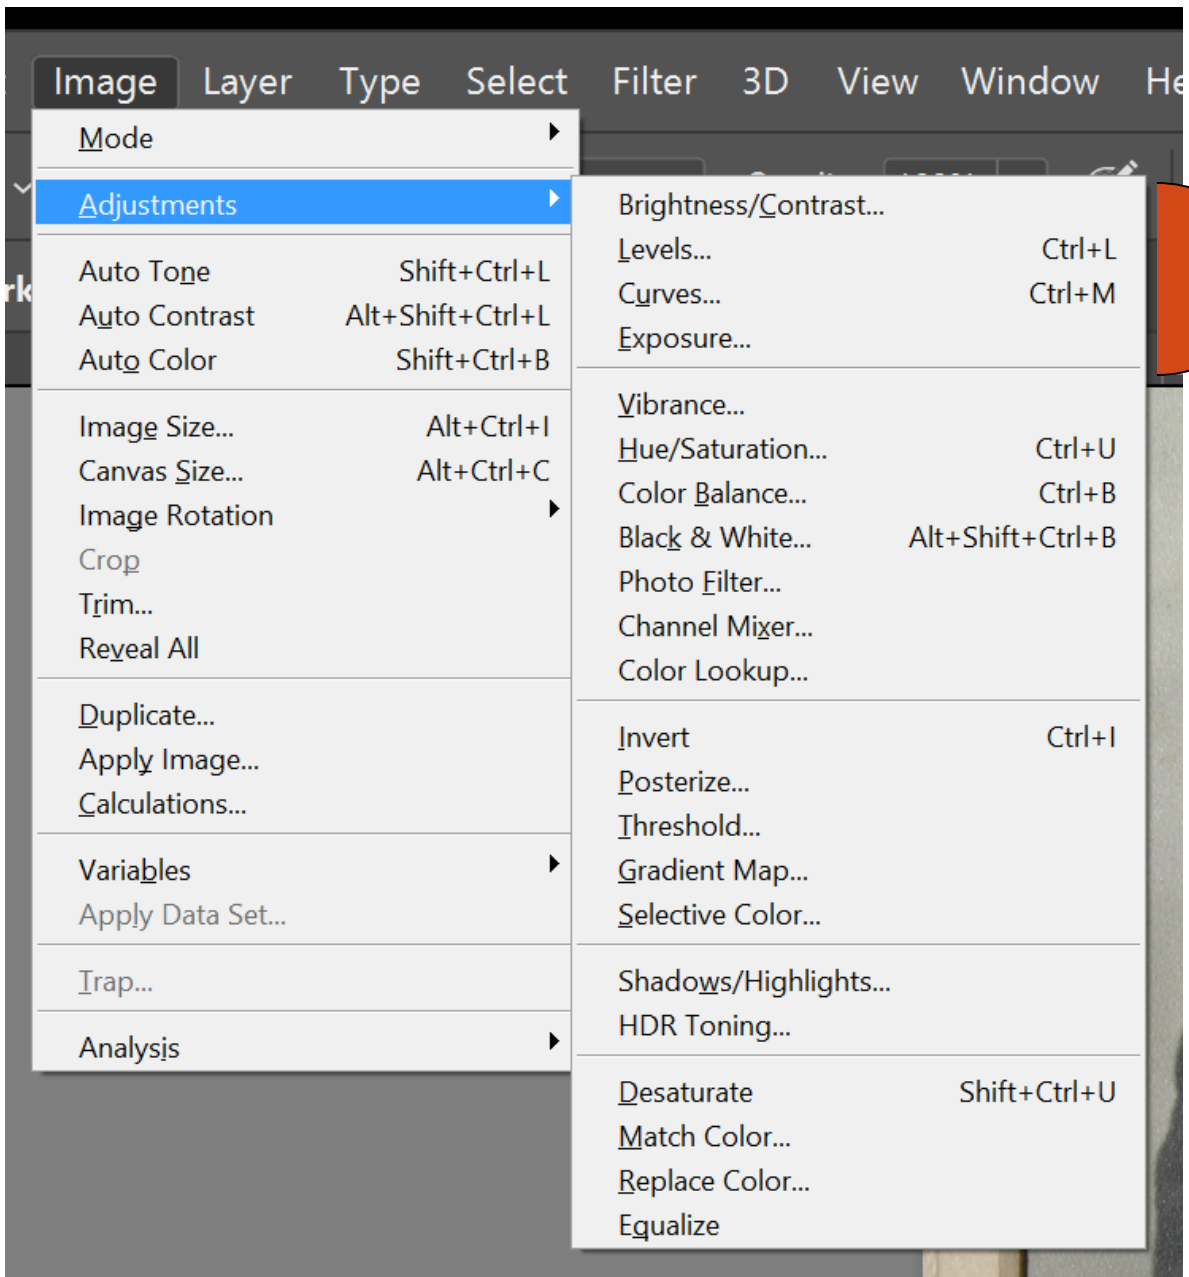 Image Layer Type Select Filter 3D View Window He
Mode
Adjustments
Auto Tone Shift+Ctrl+L
Auto Contrast Alt+Shift+Ctrl+L
Auto Color Shift+Ctrl+B
Image Size... Alt+Ctrl+I
Canvas Size... Alt+Ctrl+C
Image Rotation
Crop
Trim...
Reveal All
Duplicate...
Apply Image...
Calculations...
Variables
Apply Data Set...
Trap...
Analysis
Brightness/Contrast...
Levels... Ctrl+L
Curves... Ctrl+M
Exposure...
Vibrance...
Hue/Saturation... Ctrl+U
Color Balance... Ctrl+B
Black & White... Alt+Shift+Ctrl+B
Photo Filter...
Channel Mixer...
Color Lookup...
Invert Ctrl+I
Posterize...
Threshold...
Gradient Map...
Selective Color...
Shadows/Highlights...
HDR Toning...
Desaturate Shift+Ctrl+U
Match Color...
Replace Color...
Equalize
rk